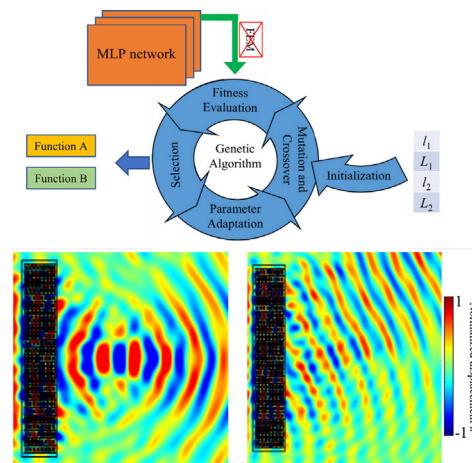 MLP network
FEM
Fitness
Evaluation
Mutation and
Crossover
Genetic
Algorithm
Selection
Parameter
Adaptation
Initialization
Function A
Function B
l₁
L₁
l₂
L₂
1
-1